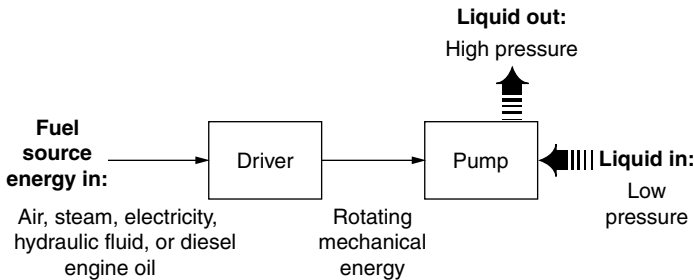 Liquid out:
High pressure
Fuel
source
energy in:
Driver
Pump
Liquid in:
Low
pressure
Air, steam, electricity,
hydraulic fluid, or diesel
engine oil
Rotating
mechanical
energy